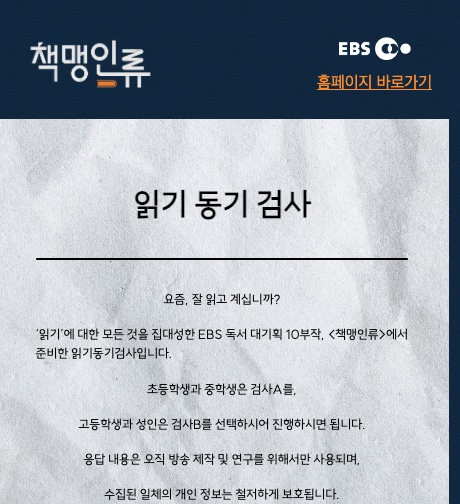 책맹인류
EBS
홈페이지 바로가기
읽기 동기 검사
요즘, 잘 읽고 계십니까?
'읽기'에 대한 모든 것을 집대성한 EBS 독서 대기획 10부작, <책맹인류>에서
준비한 읽기동기검사입니다.
초등학생과 중학생은 검사A를,
고등학생과 성인은 검사B를 선택하시어 진행하시면 됩니다.
응답 내용은 오직 방송 제작 및 연구를 위해서만 사용되며,
수집된 일체의 개인 정보는 철저하게 보호됩니다.